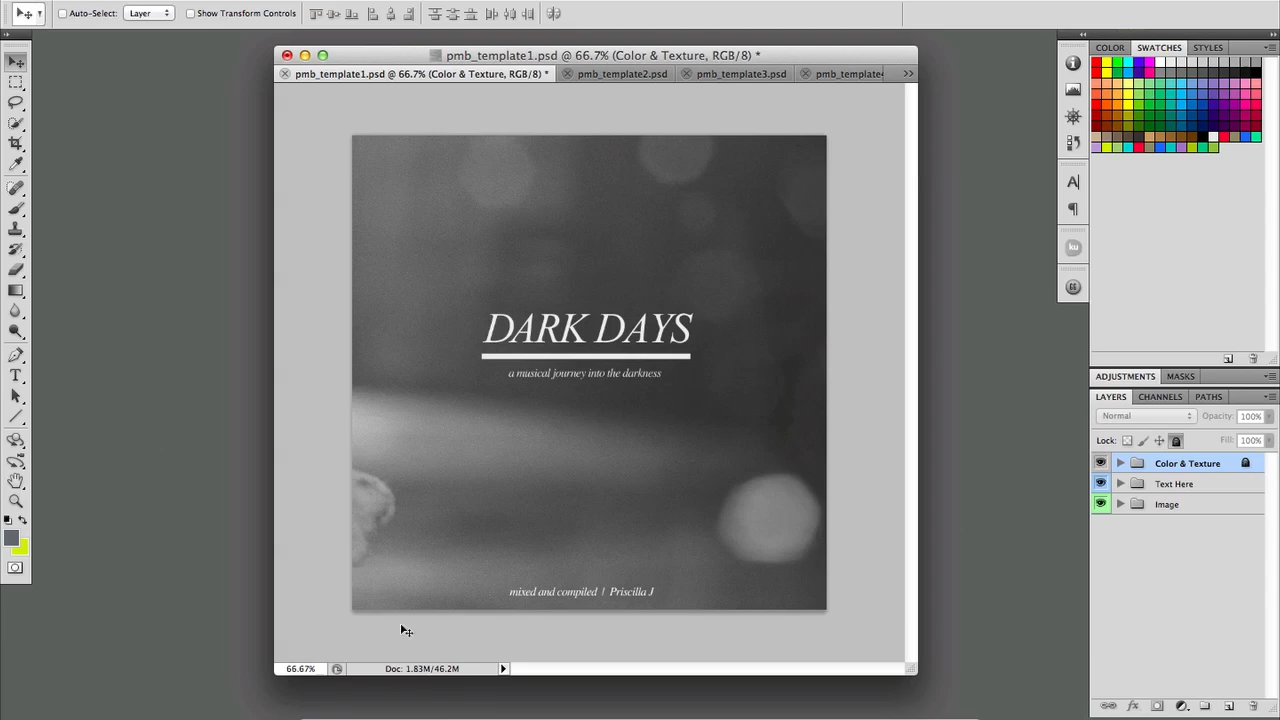 Auto-Select: Layer Show Transform Controls
pmb_template1.psd @ 66.7% (Color & Texture, RGB/8) *
pmb_template1.psd @ 66.7% (Color & Texture, RGB/8) * pmb_template2.psd pmb_template3.psd pmb_template4
COLOR SWATCHES STYLES
DARK DAYS
a musical journey into the darkness
mixed and compiled / Priscilla J
66.67% Doc: 1.83M/46.2M
ku
ADJUSTMENTS MASKS
LAYERS CHANNELS PATHS
Normal Opacity: 100%
Lock: Fill: 100%
Color & Texture
Text Here
Image